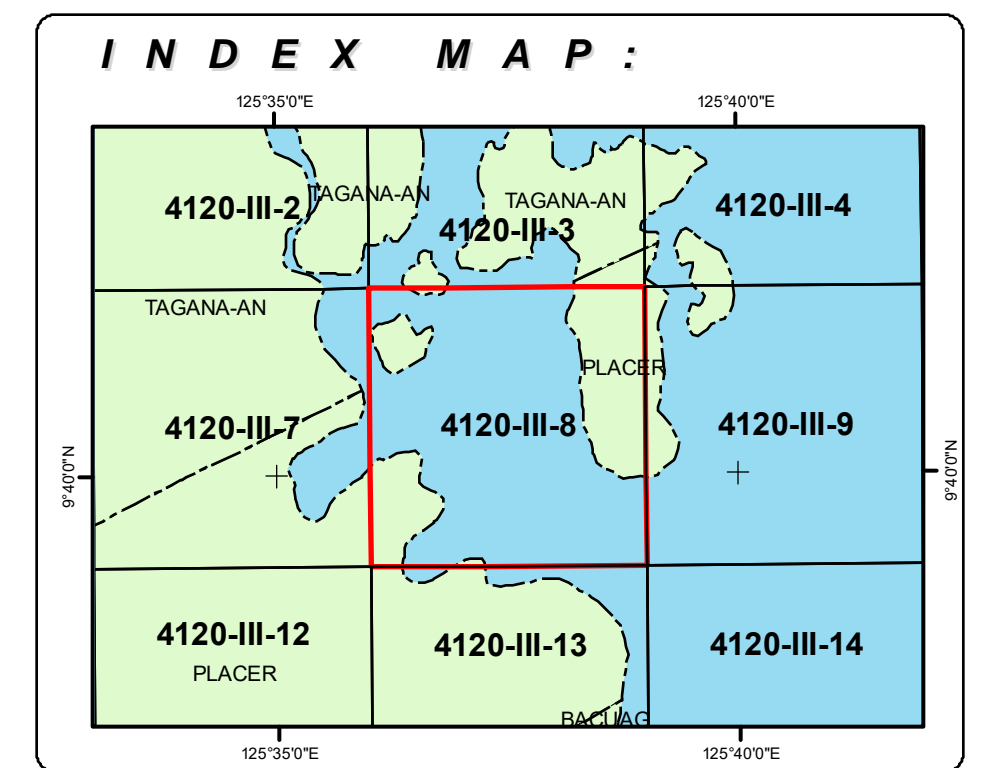 INDEX MAP:
125°35'0"E 125°40'0"E
4120-III-2 TAGANA-AN TAGANA-AN 4120-III-4
4120-III-3
TAGANA-AN
PLACER
4120-III-7 4120-III-8 4120-III-9
9°40'0"N 9°40'0"N
4120-III-12 4120-III-13 4120-III-14
PLACER
BACUAG
125°35'0"E 125°40'0"E